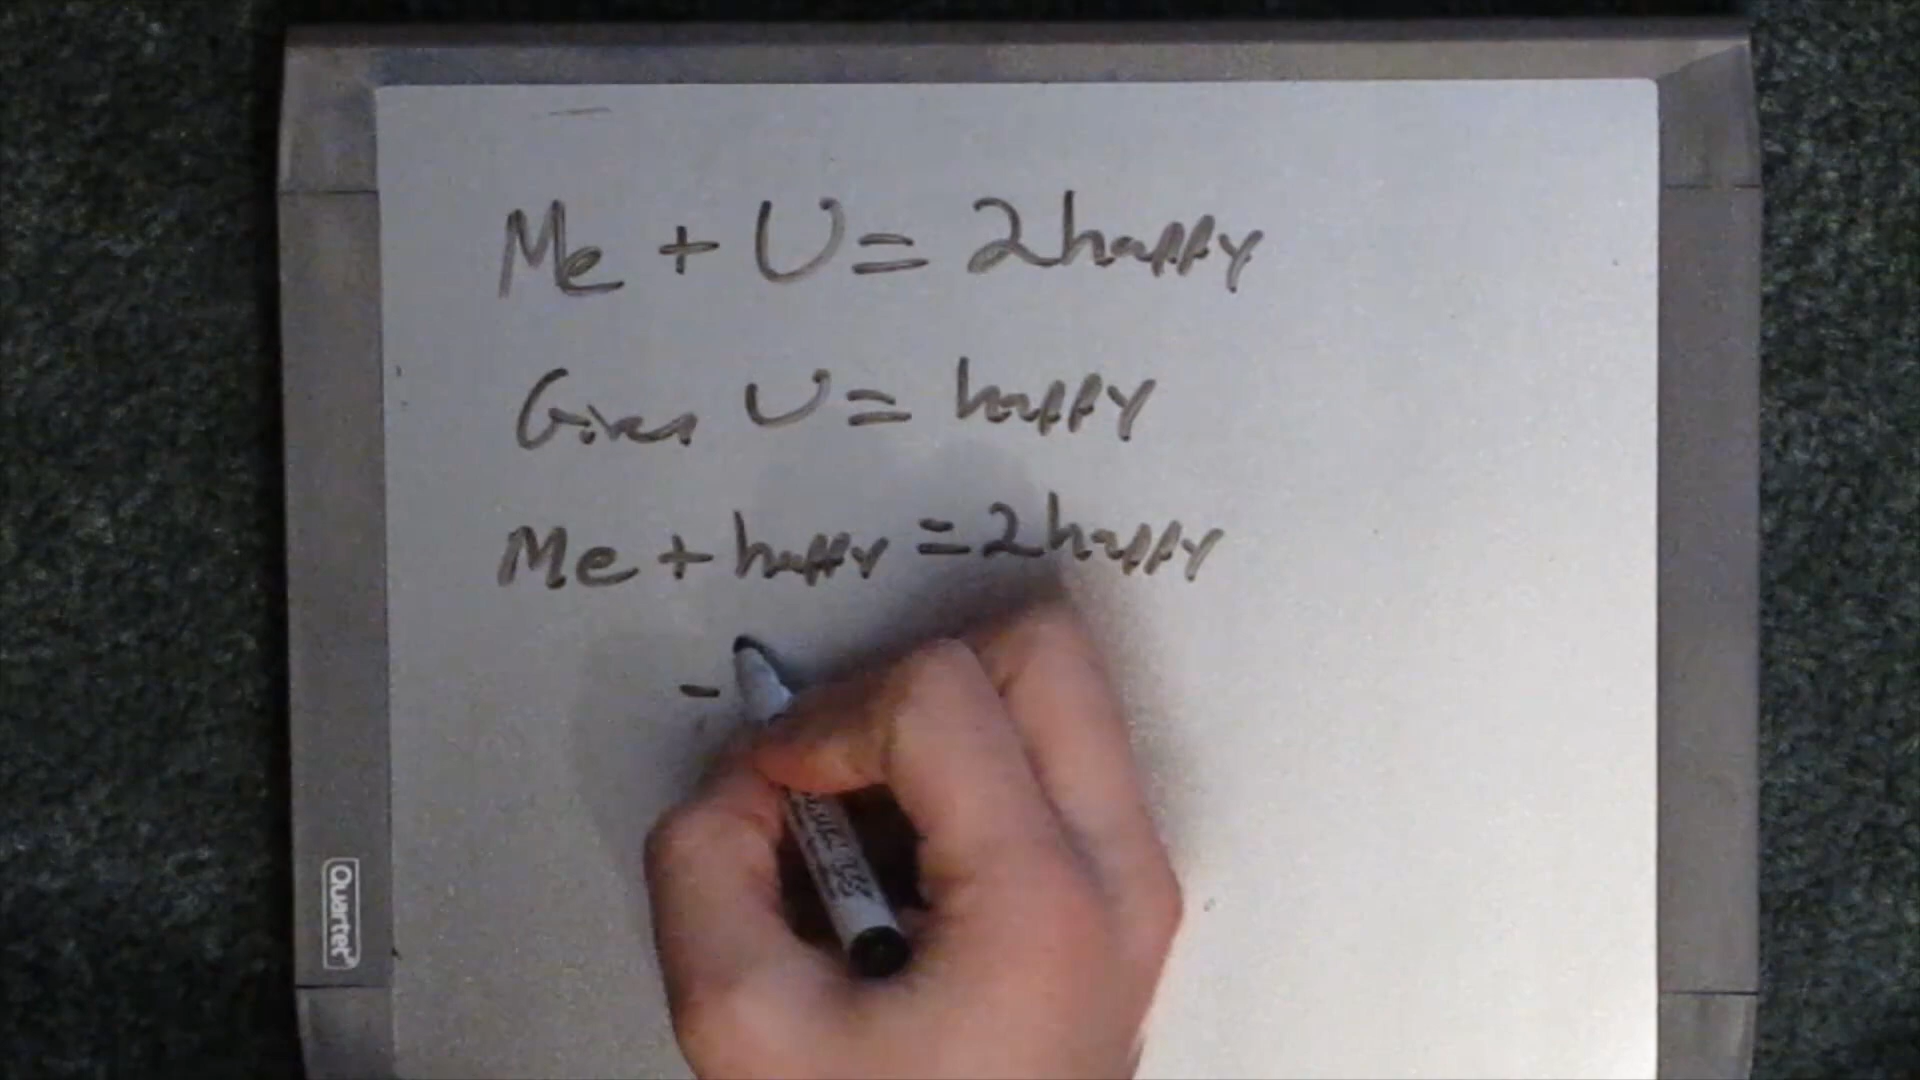 Me + U = 2happy
Given U = happy
Me + happy = 2happy
-
Quartet